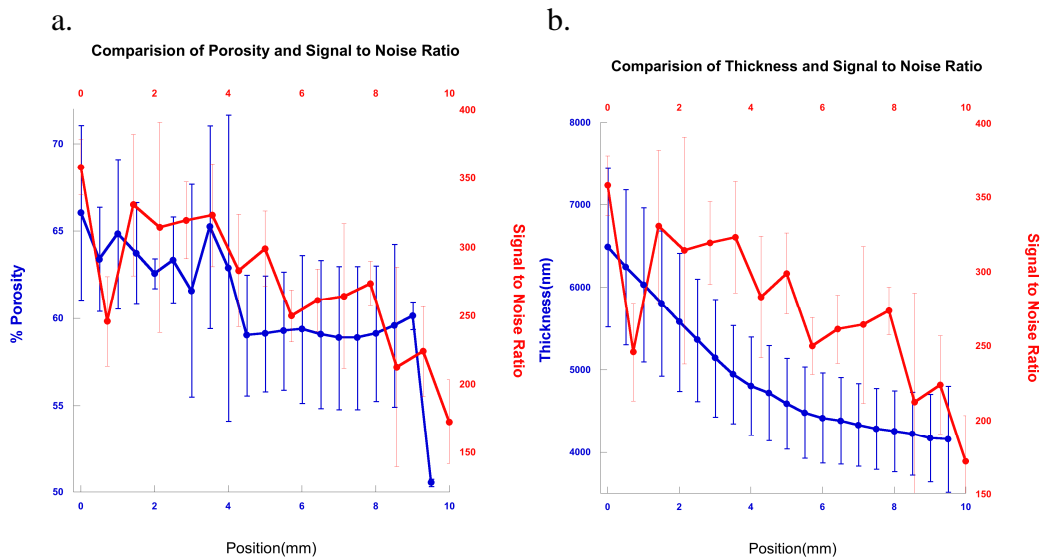 a.
Comparision of Porosity and Signal to Noise Ratio
0 2 4 6 8 10
400
350
300
250
200
150
Signal to Noise Ratio
70
65
60
55
50
% Porosity
0 2 4 6 8 10
Position(mm)
b.
Comparision of Thickness and Signal to Noise Ratio
0 2 4 6 8 10
400
350
300
250
200
150
Signal to Noise Ratio
8000
7000
6000
5000
4000
Thickness(nm)
0 2 4 6 8 10
Position(mm)